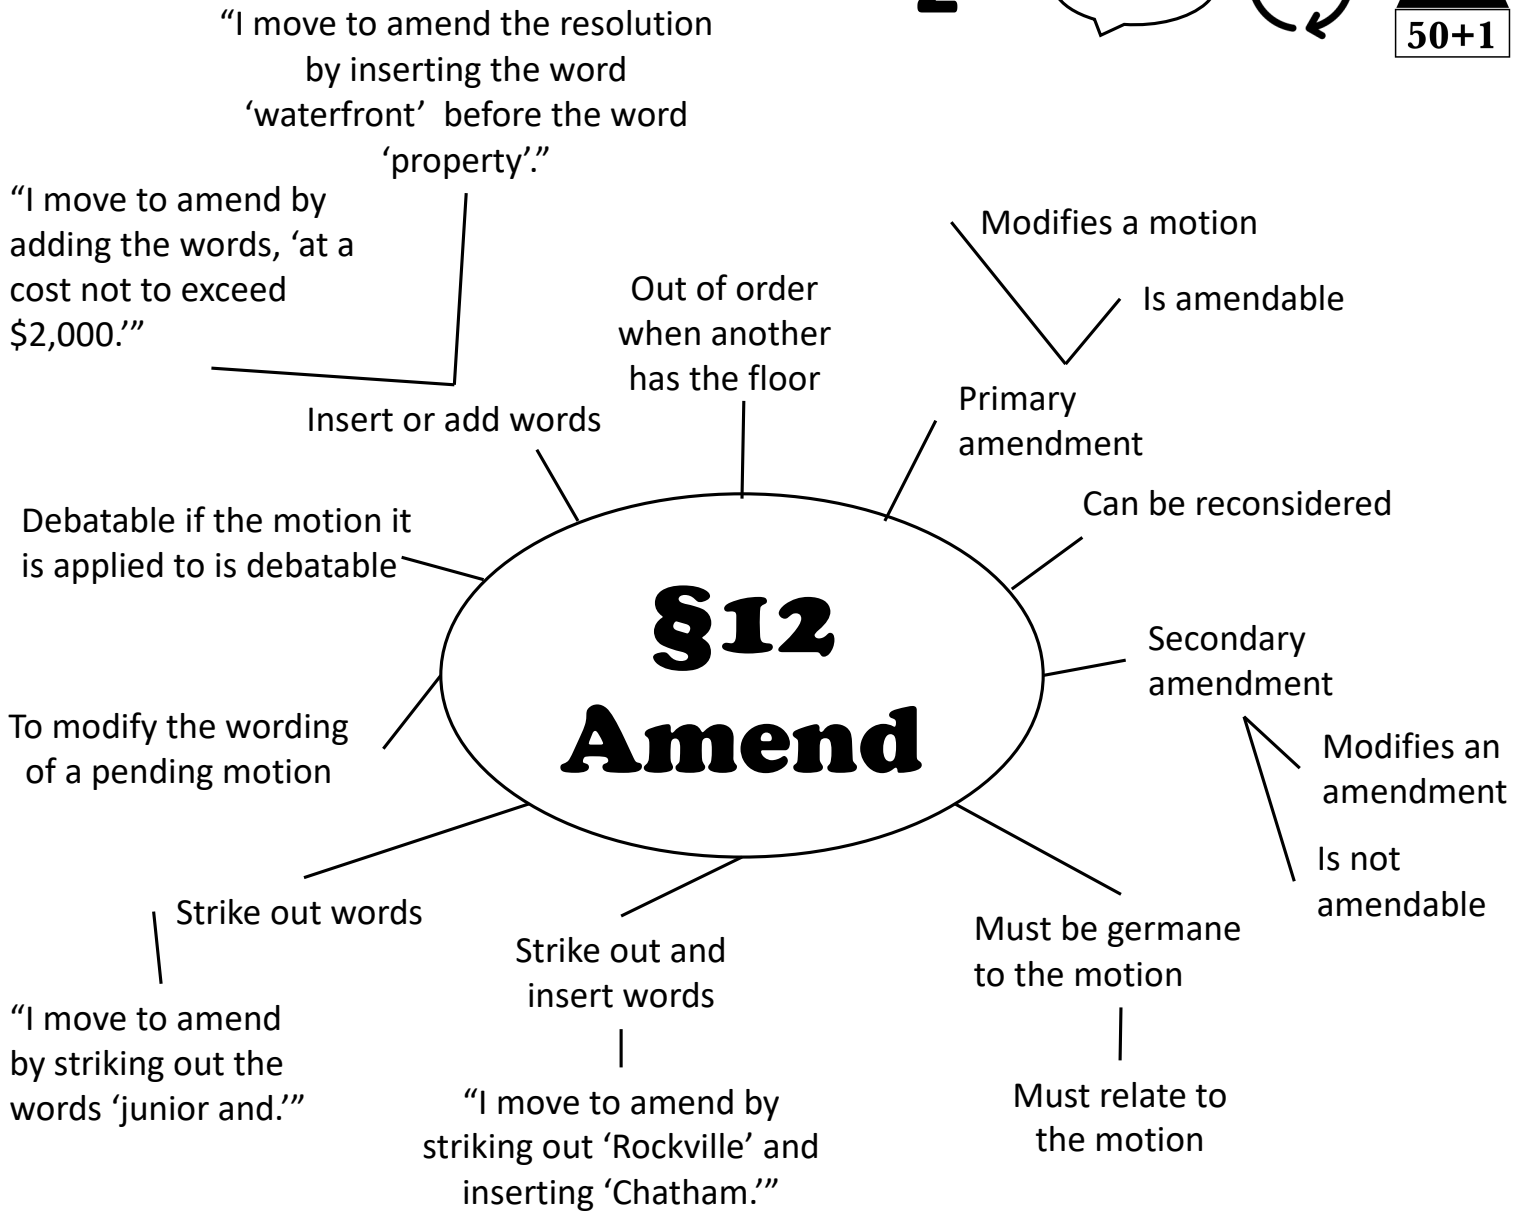 “I move to amend the resolution
by inserting the word
‘waterfront’  before the word
‘property’.”
50+1
“I move to amend by
adding the words, ‘at a
cost not to exceed
$2,000.’”
Modifies a motion
Is amendable
Out of order
when another
has the floor
Primary
amendment
Insert or add words
Can be reconsidered
Debatable if the motion it
is applied to is debatable
§12
Amend
Secondary
amendment
To modify the wording
of a pending motion
Modifies an
amendment
Is not
amendable
Strike out words
Strike out and
insert words
Must be germane
to the motion
“I move to amend
by striking out the
words ‘junior and.’”
“I move to amend by
striking out ‘Rockville’ and
inserting ‘Chatham.’”
Must relate to
the motion